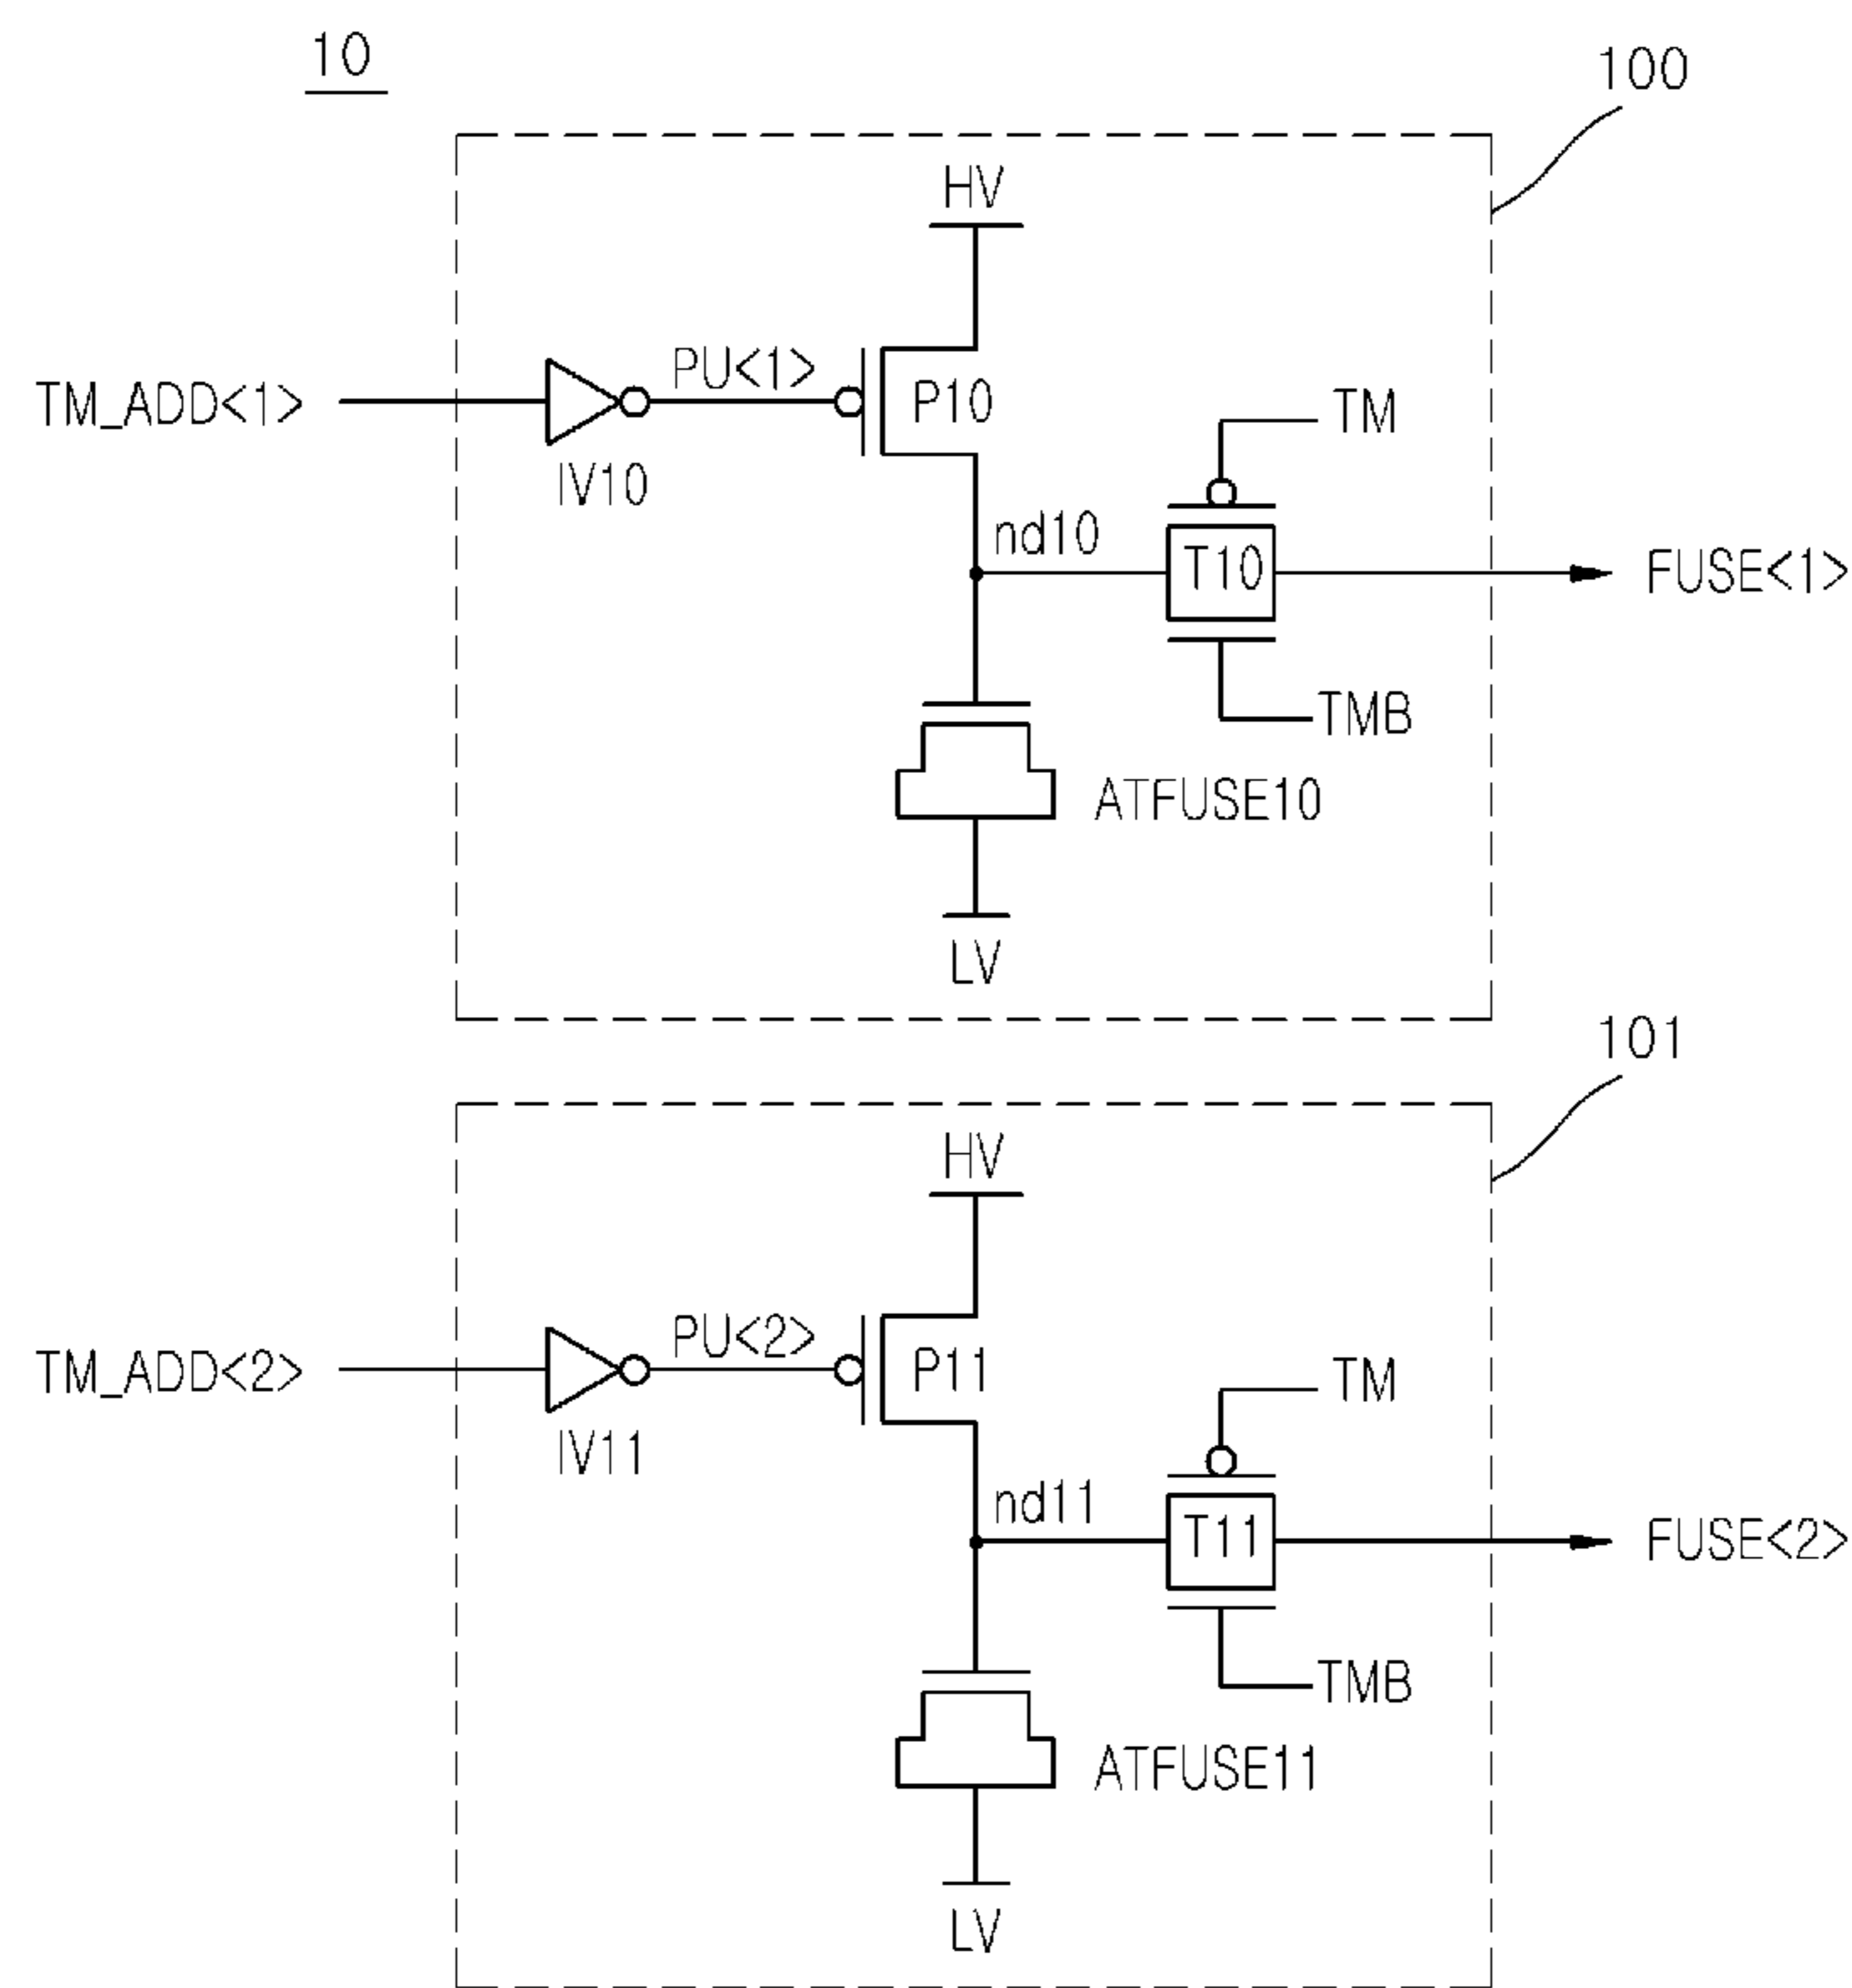 10
100
HV
TM_ADD<1>
PU<1>
P10
IV10
TM
nd10
T10
FUSE<1>
TMB
ATFUSE10
LV
101
HV
TM_ADD<2>
PU<2>
P11
IV11
TM
nd11
T11
FUSE<2>
TMB
ATFUSE11
LV